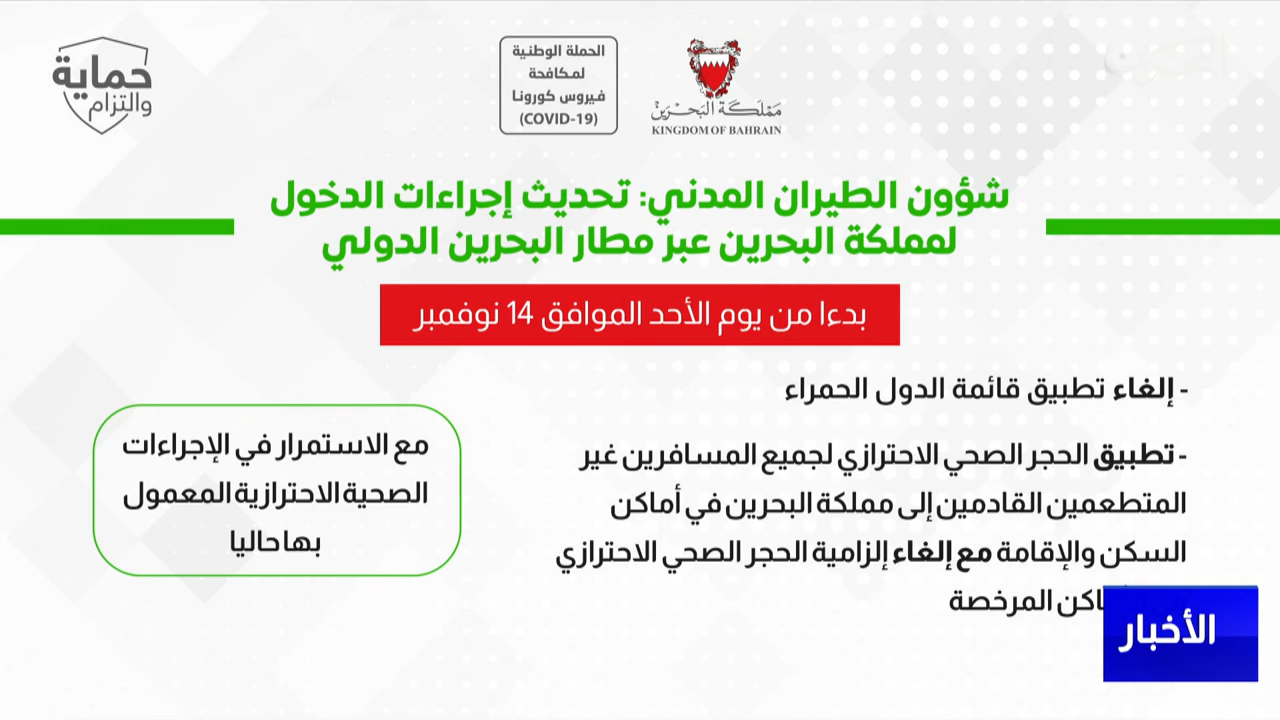 حماية
والتزام
الحملة الوطنية
لمكافحة
فيروس كورونا
(COVID-19)
مملكة البحرين
KINGDOM OF BAHRAIN
شؤون الطيران المدني: تحديث إجراءات الدخول
لمملكة البحرين عبر مطار البحرين الدولي
بدءا من يوم الأحد الموافق 14 نوفمبر
- إلغاء تطبيق قائمة الدول الحمراء
- تطبيق الحجر الصحي الاحترازي لجميع المسافرين غير
المتطعمين القادمين إلى مملكة البحرين في أماكن
السكن والإقامة مع إلغاء إلزامية الحجر الصحي الاحترازي
المرخصة
مع الاستمرار في الإجراءات
الصحية الاحترازية المعمول
بها حاليا
الأخبار